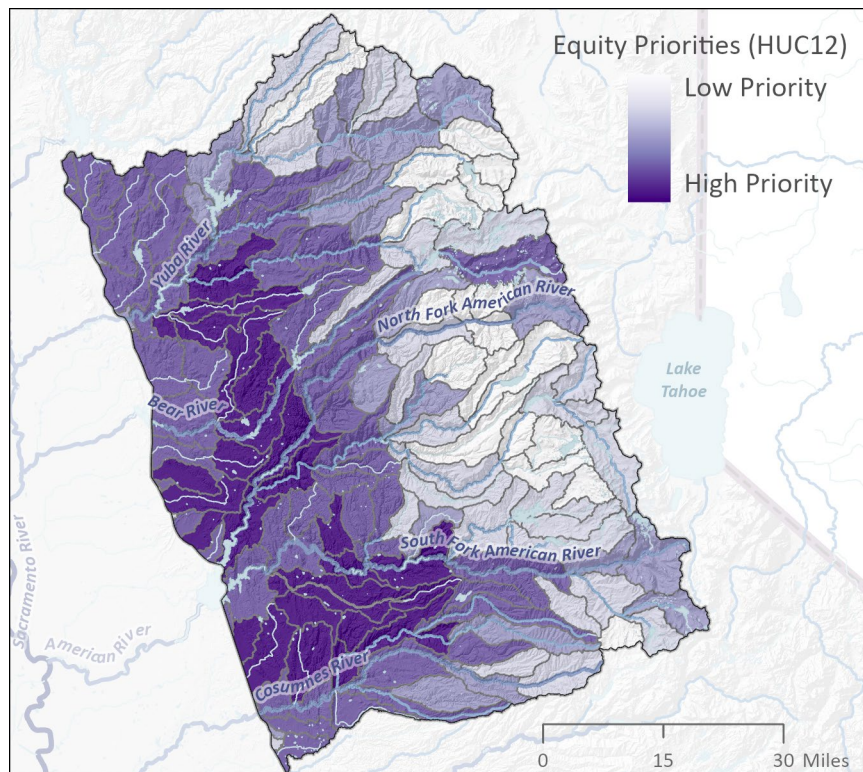 Equity Priorities (HUC12)
Low Priority
High Priority
Yuba River
North Fork American River
Lake
Tahoe
Bear River
South Fork American River
Sacramento River
American River
Cosumnes River
0 15 30 Miles